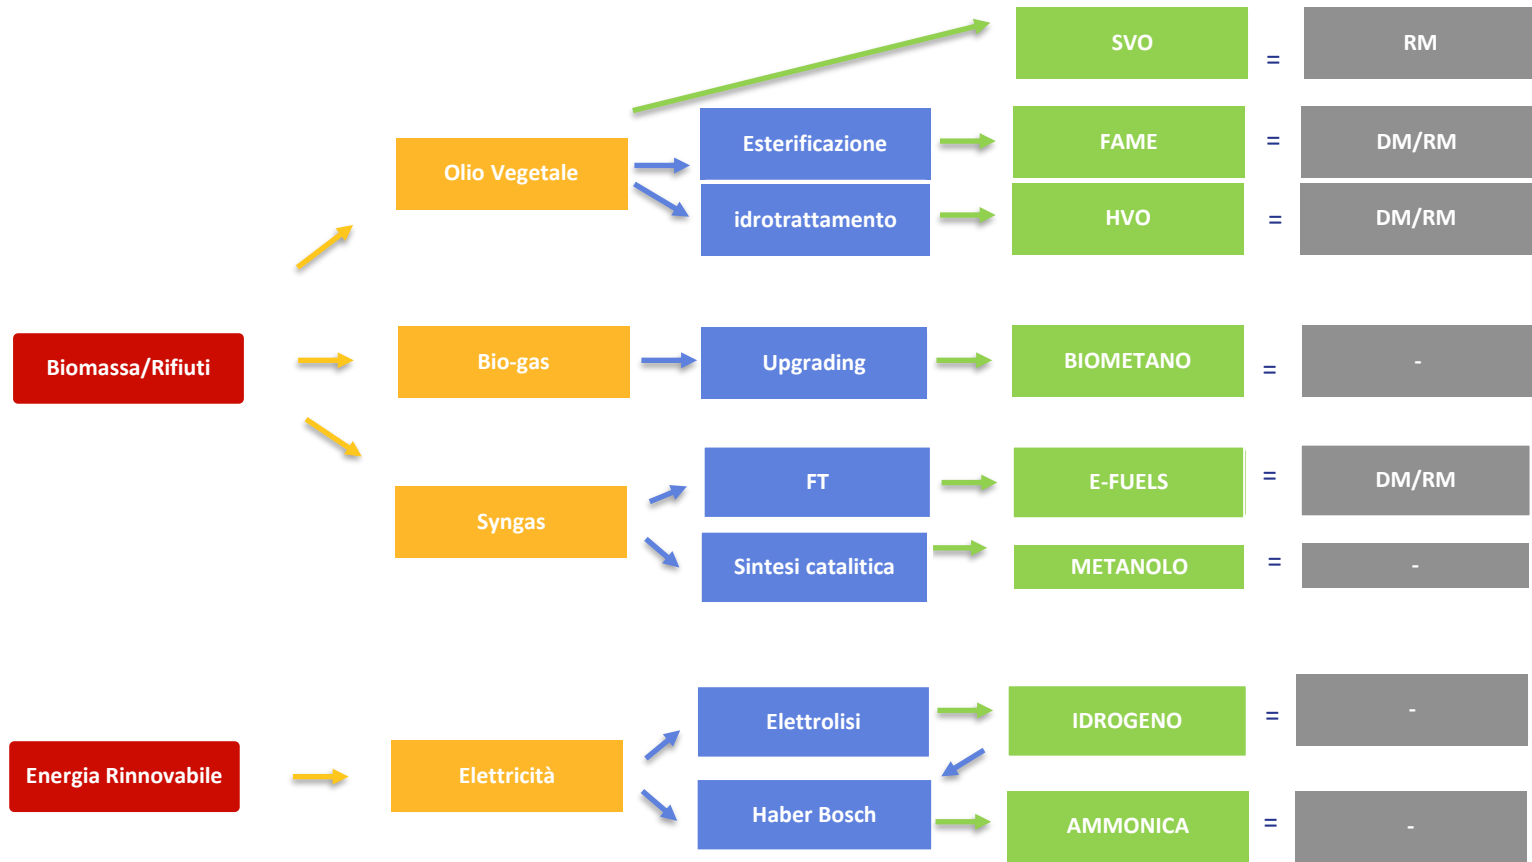 SVO
=
RM
Olio Vegetale
Esterificazione
FAME
=
DM/RM
idrotrattamento
HVO
=
DM/RM
Biomassa/Rifiuti
Bio-gas
Upgrading
BIOMETANO
=
-
Syngas
FT
E-FUELS
=
DM/RM
Sintesi catalitica
METANOLO
=
-
Energia Rinnovabile
Elettricità
Elettrolisi
IDROGENO
=
-
Haber Bosch
AMMONICA
=
-